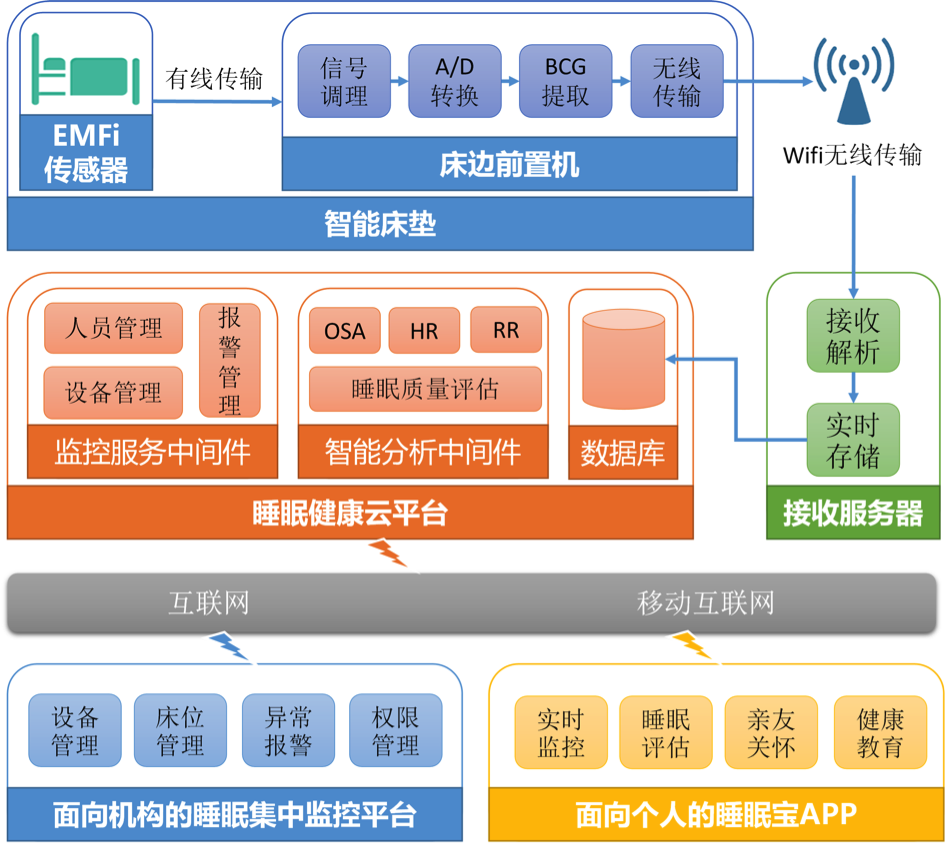 有线传输
EMFi
传感器
信号
调理
A/D
转换
BCG
提取
无线
传输
床边前置机
智能床垫
Wifi无线传输
人员管理
设备管理
报
警
管
理
监控服务中间件
OSA
HR
RR
睡眠质量评估
智能分析中间件
数据库
睡眠健康云平台
接收
解析
实时
存储
接收服务器
互联网
移动互联网
设备
管理
床位
管理
异常
报警
权限
管理
面向机构的睡眠集中监控平台
实时
监控
睡眠
评估
亲友
关怀
健康
教育
面向个人的睡眠宝APP